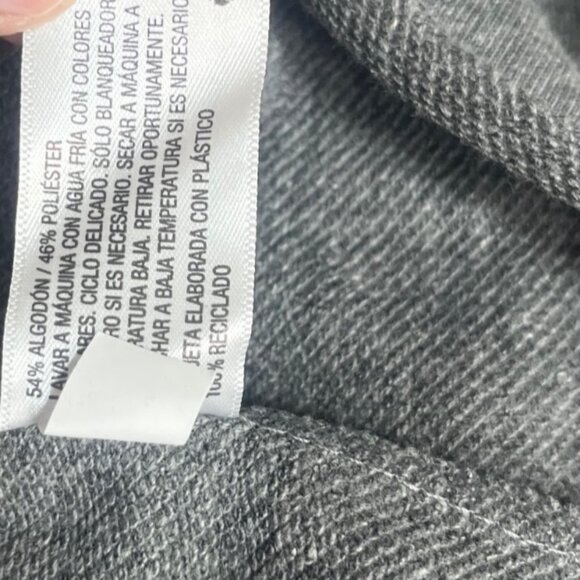 54% ALGODÓN / 46% POLIÉSTER
LAVAR A MÁQUINA CON AGUA FRÍA CON COLORES
ARES. CICLO DELICADO. SÓLO BLANQUEADOR
RO SI ES NECESARIO. SECAR A MÁQUINA A
RATURA BAJA. RETIRAR OPORTUNAMENTE.
HAR A BAJA TEMPERATURA SI ES NECESARIO
UETA ELABORADA CON PLÁSTICO
100% RECICLADO